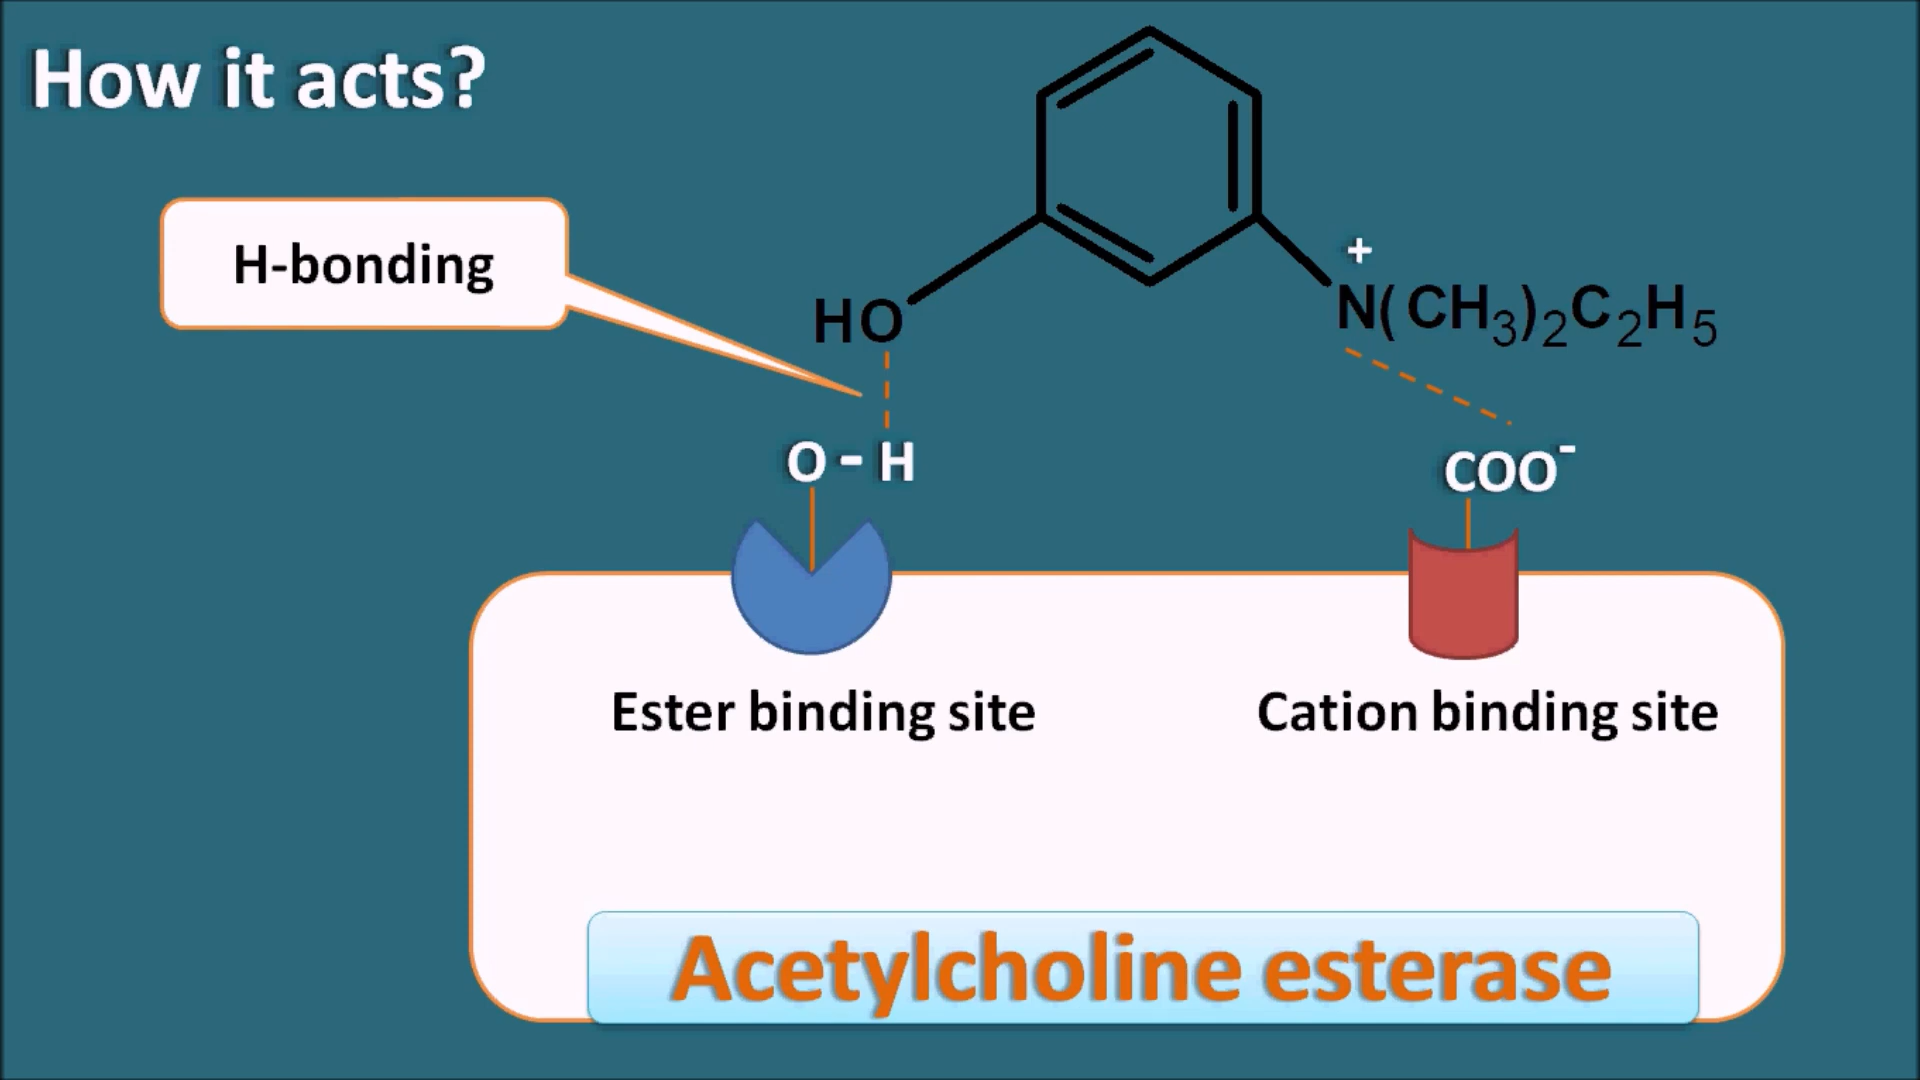 How it acts?
H-bonding
HO
+
N(CH₃)₂C₂H₅
O - H
COO⁻
Ester binding site
Cation binding site
Acetylcholine esterase